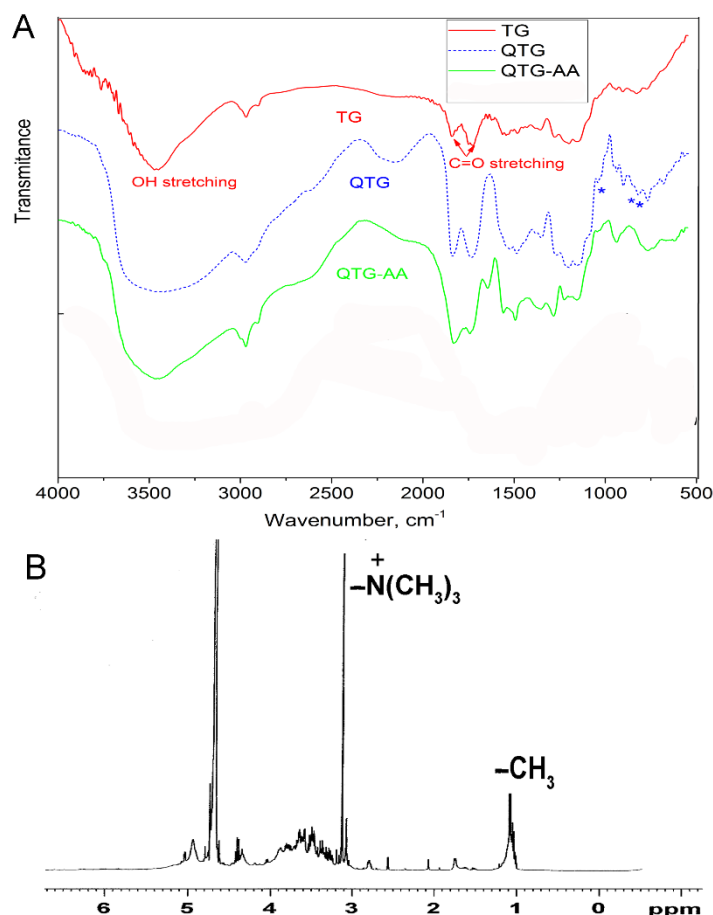 A
TG
QTG
QTG-AA
Transmitance
TG
OH stretching
C=O stretching
QTG
*
* *
QTG-AA
4000 3500 3000 2500 2000 1500 1000 500
Wavenumber, cm⁻¹
B
+
–N(CH₃)₃
–CH₃
6 5 4 3 2 1 0 ppm